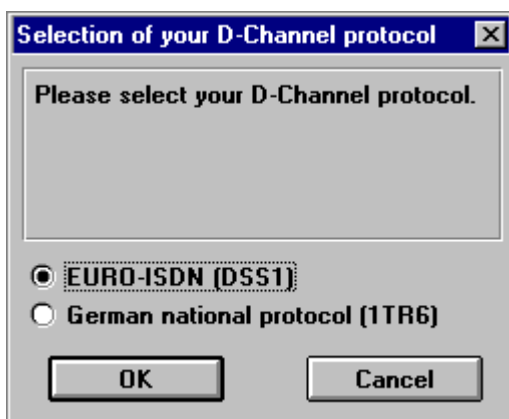 Selection of your D-Channel protocol
Please select your D-Channel protocol.
EURO-ISDN (DSS1)
German national protocol (1TR6)
OK
Cancel